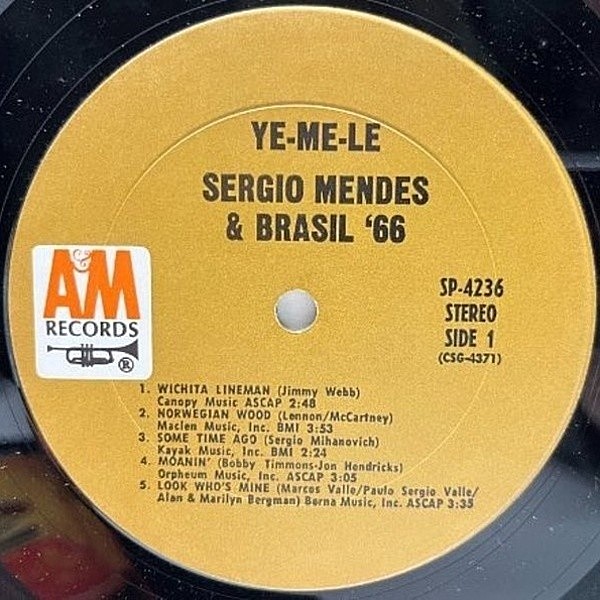 YE-ME-LE
SERGIO MENDES
& BRASIL ‘66
A&M
RECORDS
®
SP-4236
STEREO
SIDE 1
(CSG-4371)
1. WICHITA LINEMAN (Jimmy Webb)
Canopy Music ASCAP 2:48
2. NORWEGIAN WOOD (Lennon/McCartney)
Maclen Music, Inc. BMI 3:53
3. SOME TIME AGO (Sergio Mihanovich)
Kayak Music, Inc. BMI 2:24
4. MOANIN' (Bobby Timmons-Jon Hendricks)
Orpheum Music, Inc. ASCAP 3:05
5. LOOK WHO'S MINE (Marcos Valle/Paulo Sergio Valle/
Alan & Marilyn Bergman) Berna Music, Inc. ASCAP 3:35